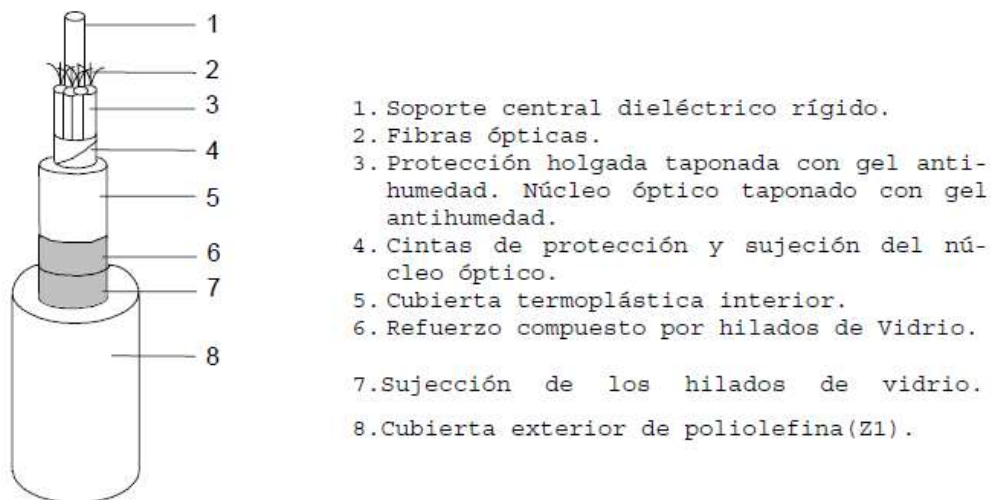 1
2
3
4
5
6
7
8
1. Soporte central dieléctrico rígido.
2. Fibras ópticas.
3. Protección holgada taponada con gel anti-
humedad. Núcleo óptico taponado con gel
antihumedad.
4. Cintas de protección y sujeción del nú-
cleo óptico.
5. Cubierta termoplástica interior.
6. Refuerzo compuesto por hilados de Vidrio.
7.Sujección de los hilados de vidrio.
8.Cubierta exterior de poliolefina(Z1).